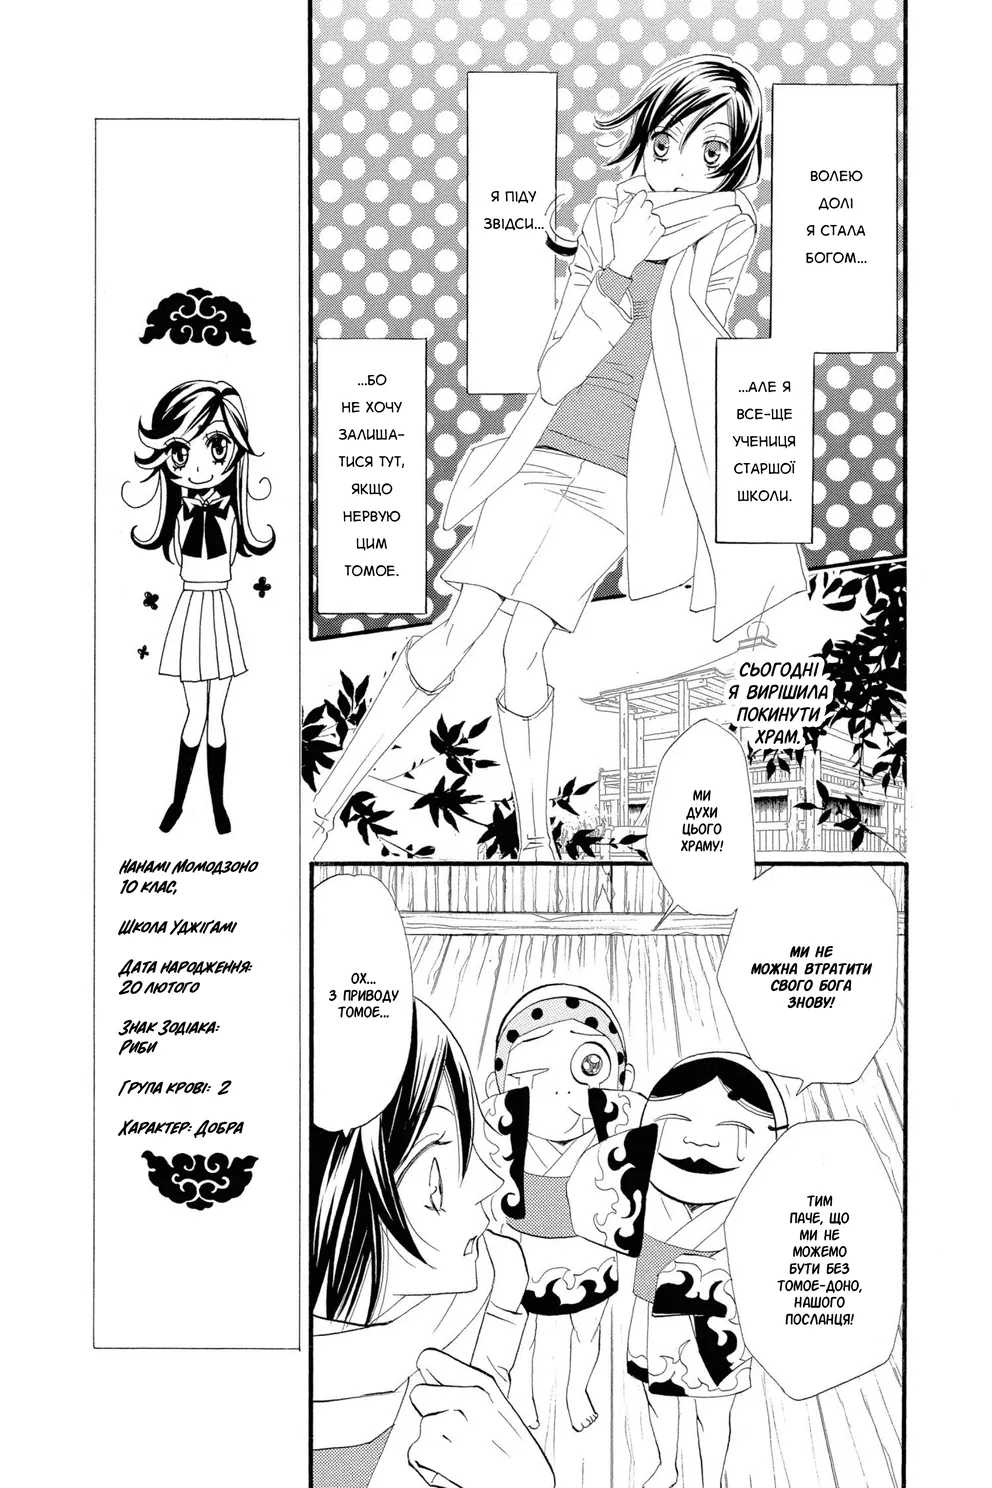 ВОЛЕЮ
ДОЛІ
Я СТАЛА
БОГОМ...
...АЛЕ Я
ВСЕ-ЩЕ
УЧЕНИЦЯ
СТАРШОЇ
ШКОЛИ.
Я ПІДУ
ЗВІДСИ...
...БО
НЕ ХОЧУ
ЗАЛИША-
ТИСЯ ТУТ,
ЯКЩО
НЕРВУЮ
ЦИМ
ТОМОЕ.
СЬОГОДНІ
Я ВИРІШИЛА
ПОКИНУТИ
ХРАМ.
МИ
ДУХИ
ЦЬОГО
ХРАМУ!
МИ НЕ
МОЖНА ВТРАТИТИ
СВОГО БОГА
ЗНОВУ!
ОХ...
З ПРИВОДУ
ТОМОЕ...
ТИМ
ПАЧЕ, ЩО
МИ НЕ
МОЖЕМО
БУТИ БЕЗ
ТОМОЕ-ДОНО,
НАШОГО
ПОСЛАНЦЯ!
НАНАМІ МОМОДЗОНО
10 КЛАС,
ШКОЛА УДЖІҐАМІ
ДАТА НАРОДЖЕННЯ:
20 ЛЮТОГО
ЗНАК ЗОДІАКА:
РИБИ
ГРУПА КРОВІ: 2
ХАРАКТЕР: ДОБРА